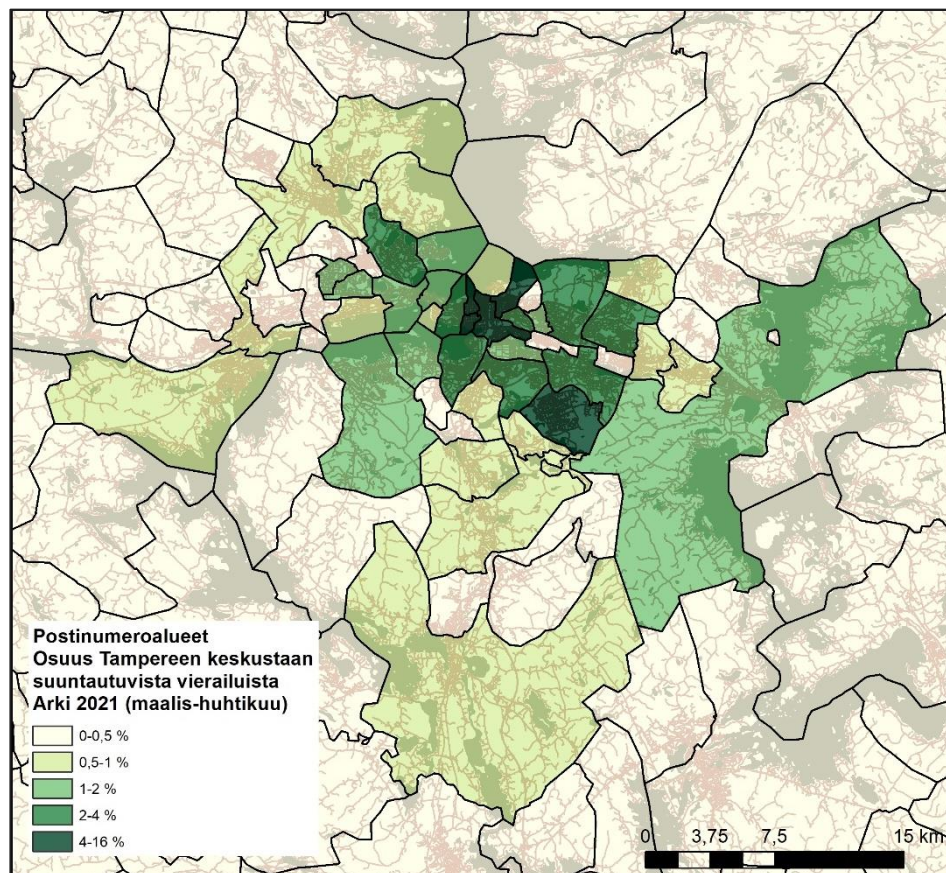 Postinumeroalueet
Osuus Tampereen keskustaan
suuntautuvista vierailuista
Arki 2021 (maalis-huhtikuu)
0-0,5 %
0,5-1 %
1-2 %
2-4 %
4-16 %
0 3,75 7,5 15 km